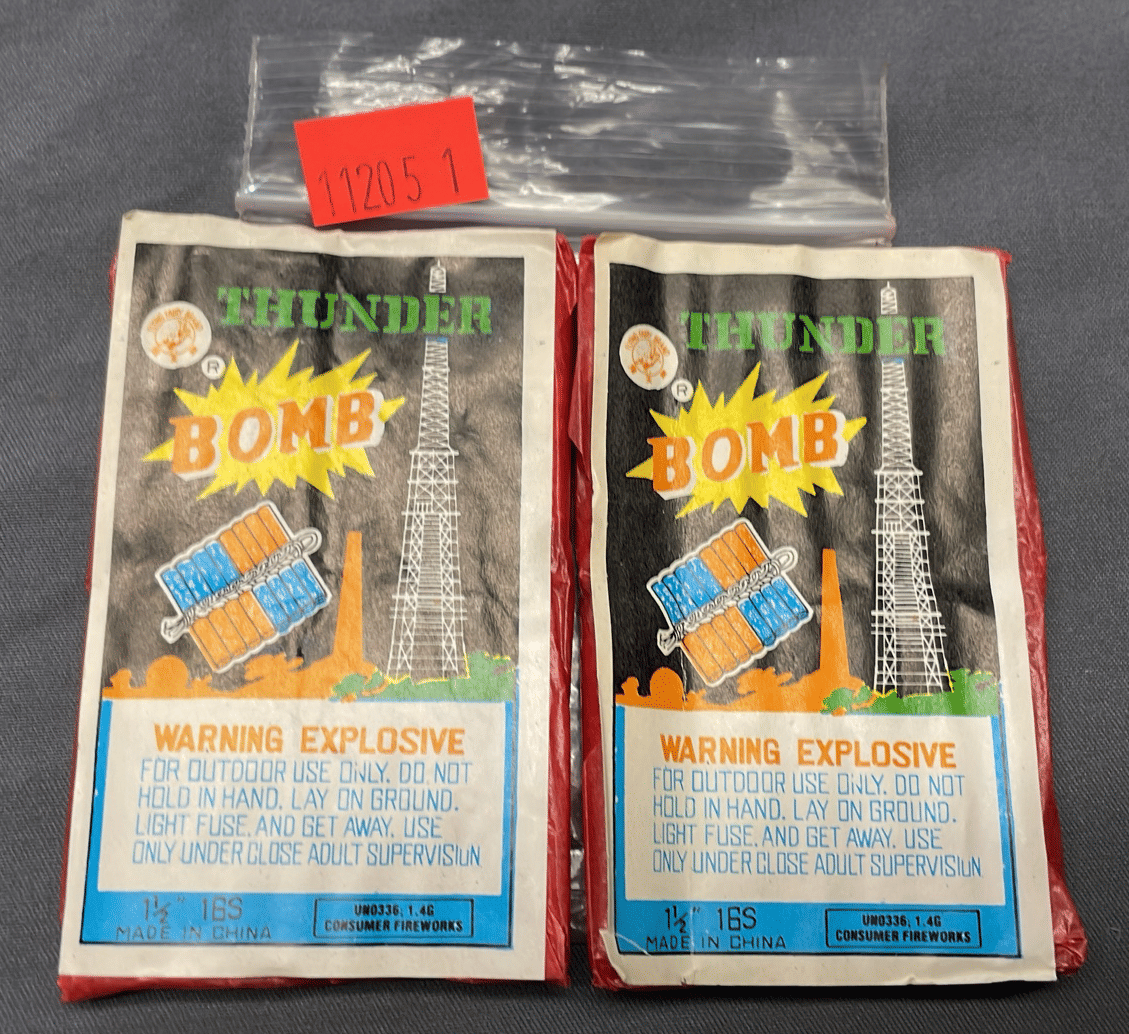 11205 1
THUNDER
®
BOMB
WARNING EXPLOSIVE
FOR OUTDOOR USE ONLY. DO NOT
HOLD IN HAND. LAY ON GROUND.
LIGHT FUSE. AND GET AWAY. USE
ONLY UNDER CLOSE ADULT SUPERVISION
1½" 16S
MADE IN CHINA
UN0336, 1.4G
CONSUMER FIREWORKS
THUNDER
®
BOMB
WARNING EXPLOSIVE
FOR OUTDOOR USE ONLY. DO NOT
HOLD IN HAND. LAY ON GROUND.
LIGHT FUSE. AND GET AWAY. USE
ONLY UNDER CLOSE ADULT SUPERVISION.
1½" 16S
MADE IN CHINA
UN0336, 1.4G
CONSUMER FIREWORKS